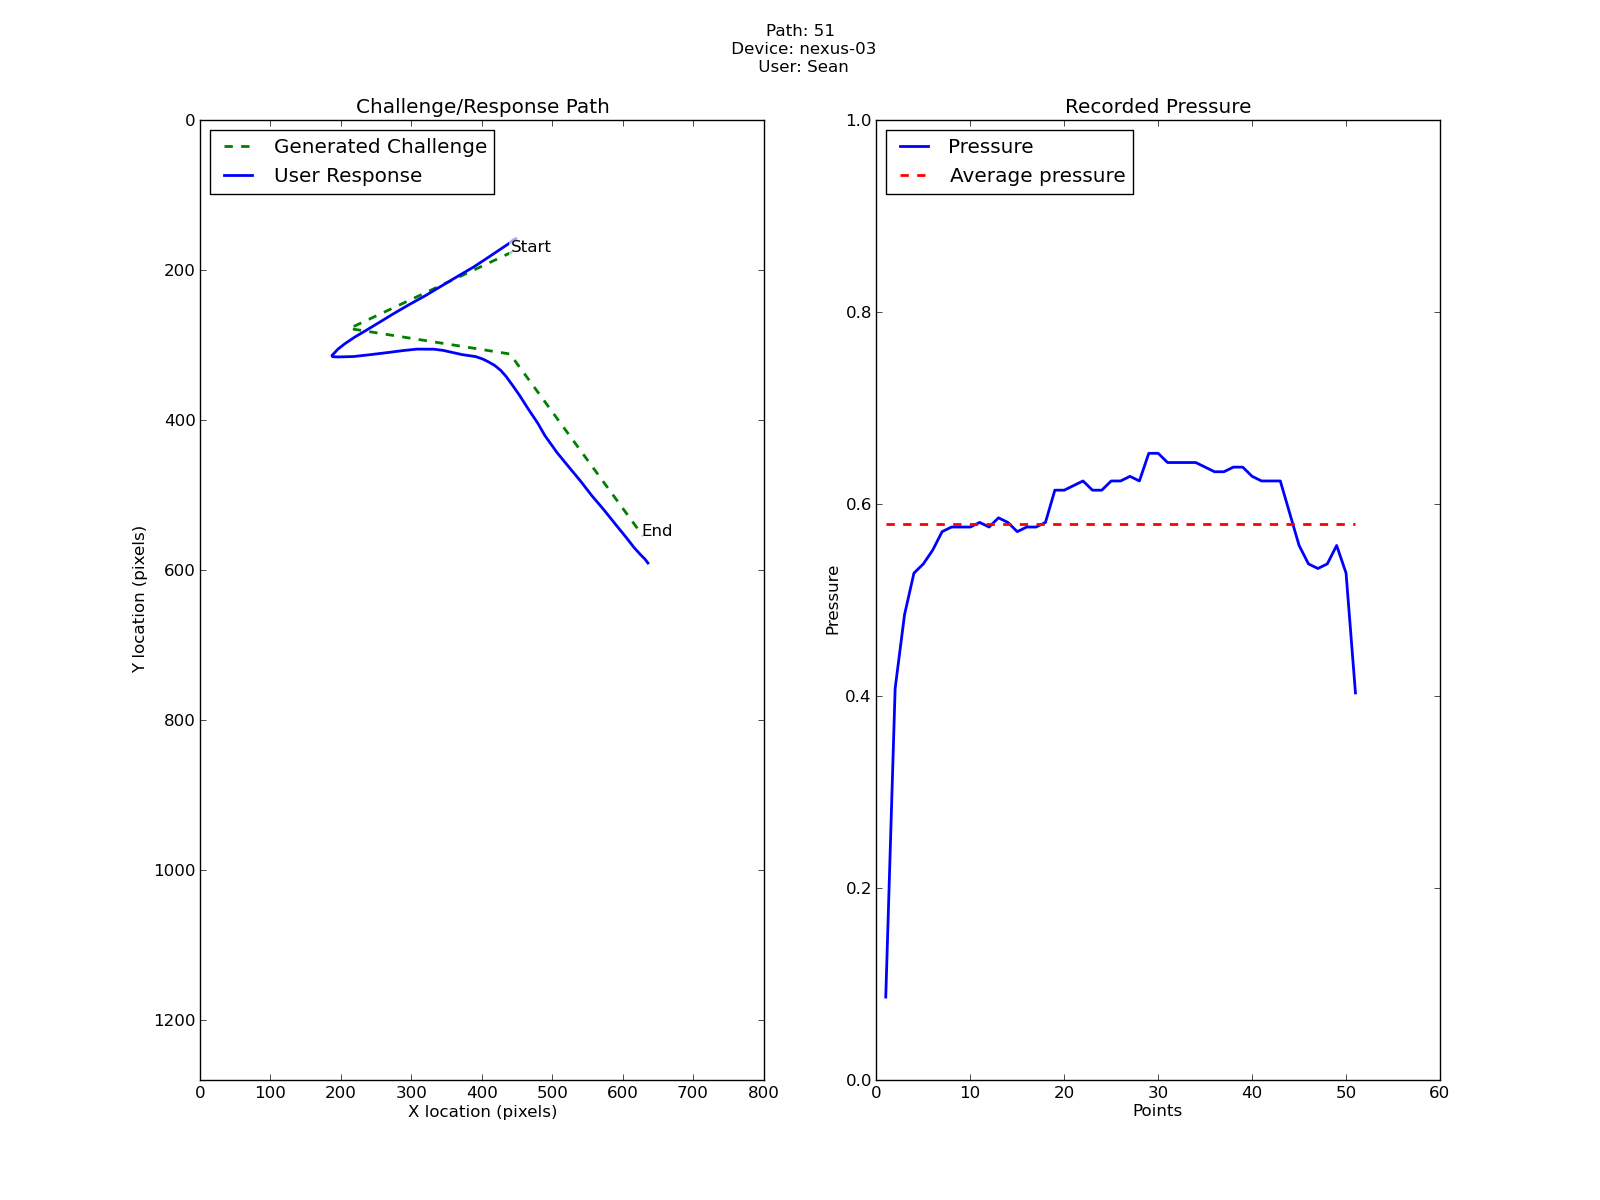 Path: 51
Device: nexus-03
User: Sean
Challenge/Response Path
Generated Challenge
User Response
Start
End
0
200
400
600
800
1000
1200
Y location (pixels)
0 100 200 300 400 500 600 700 800
X location (pixels)
Recorded Pressure
Pressure
Average pressure
1.0
0.8
0.6
0.4
0.2
0.0
Pressure
0 10 20 30 40 50 60
Points